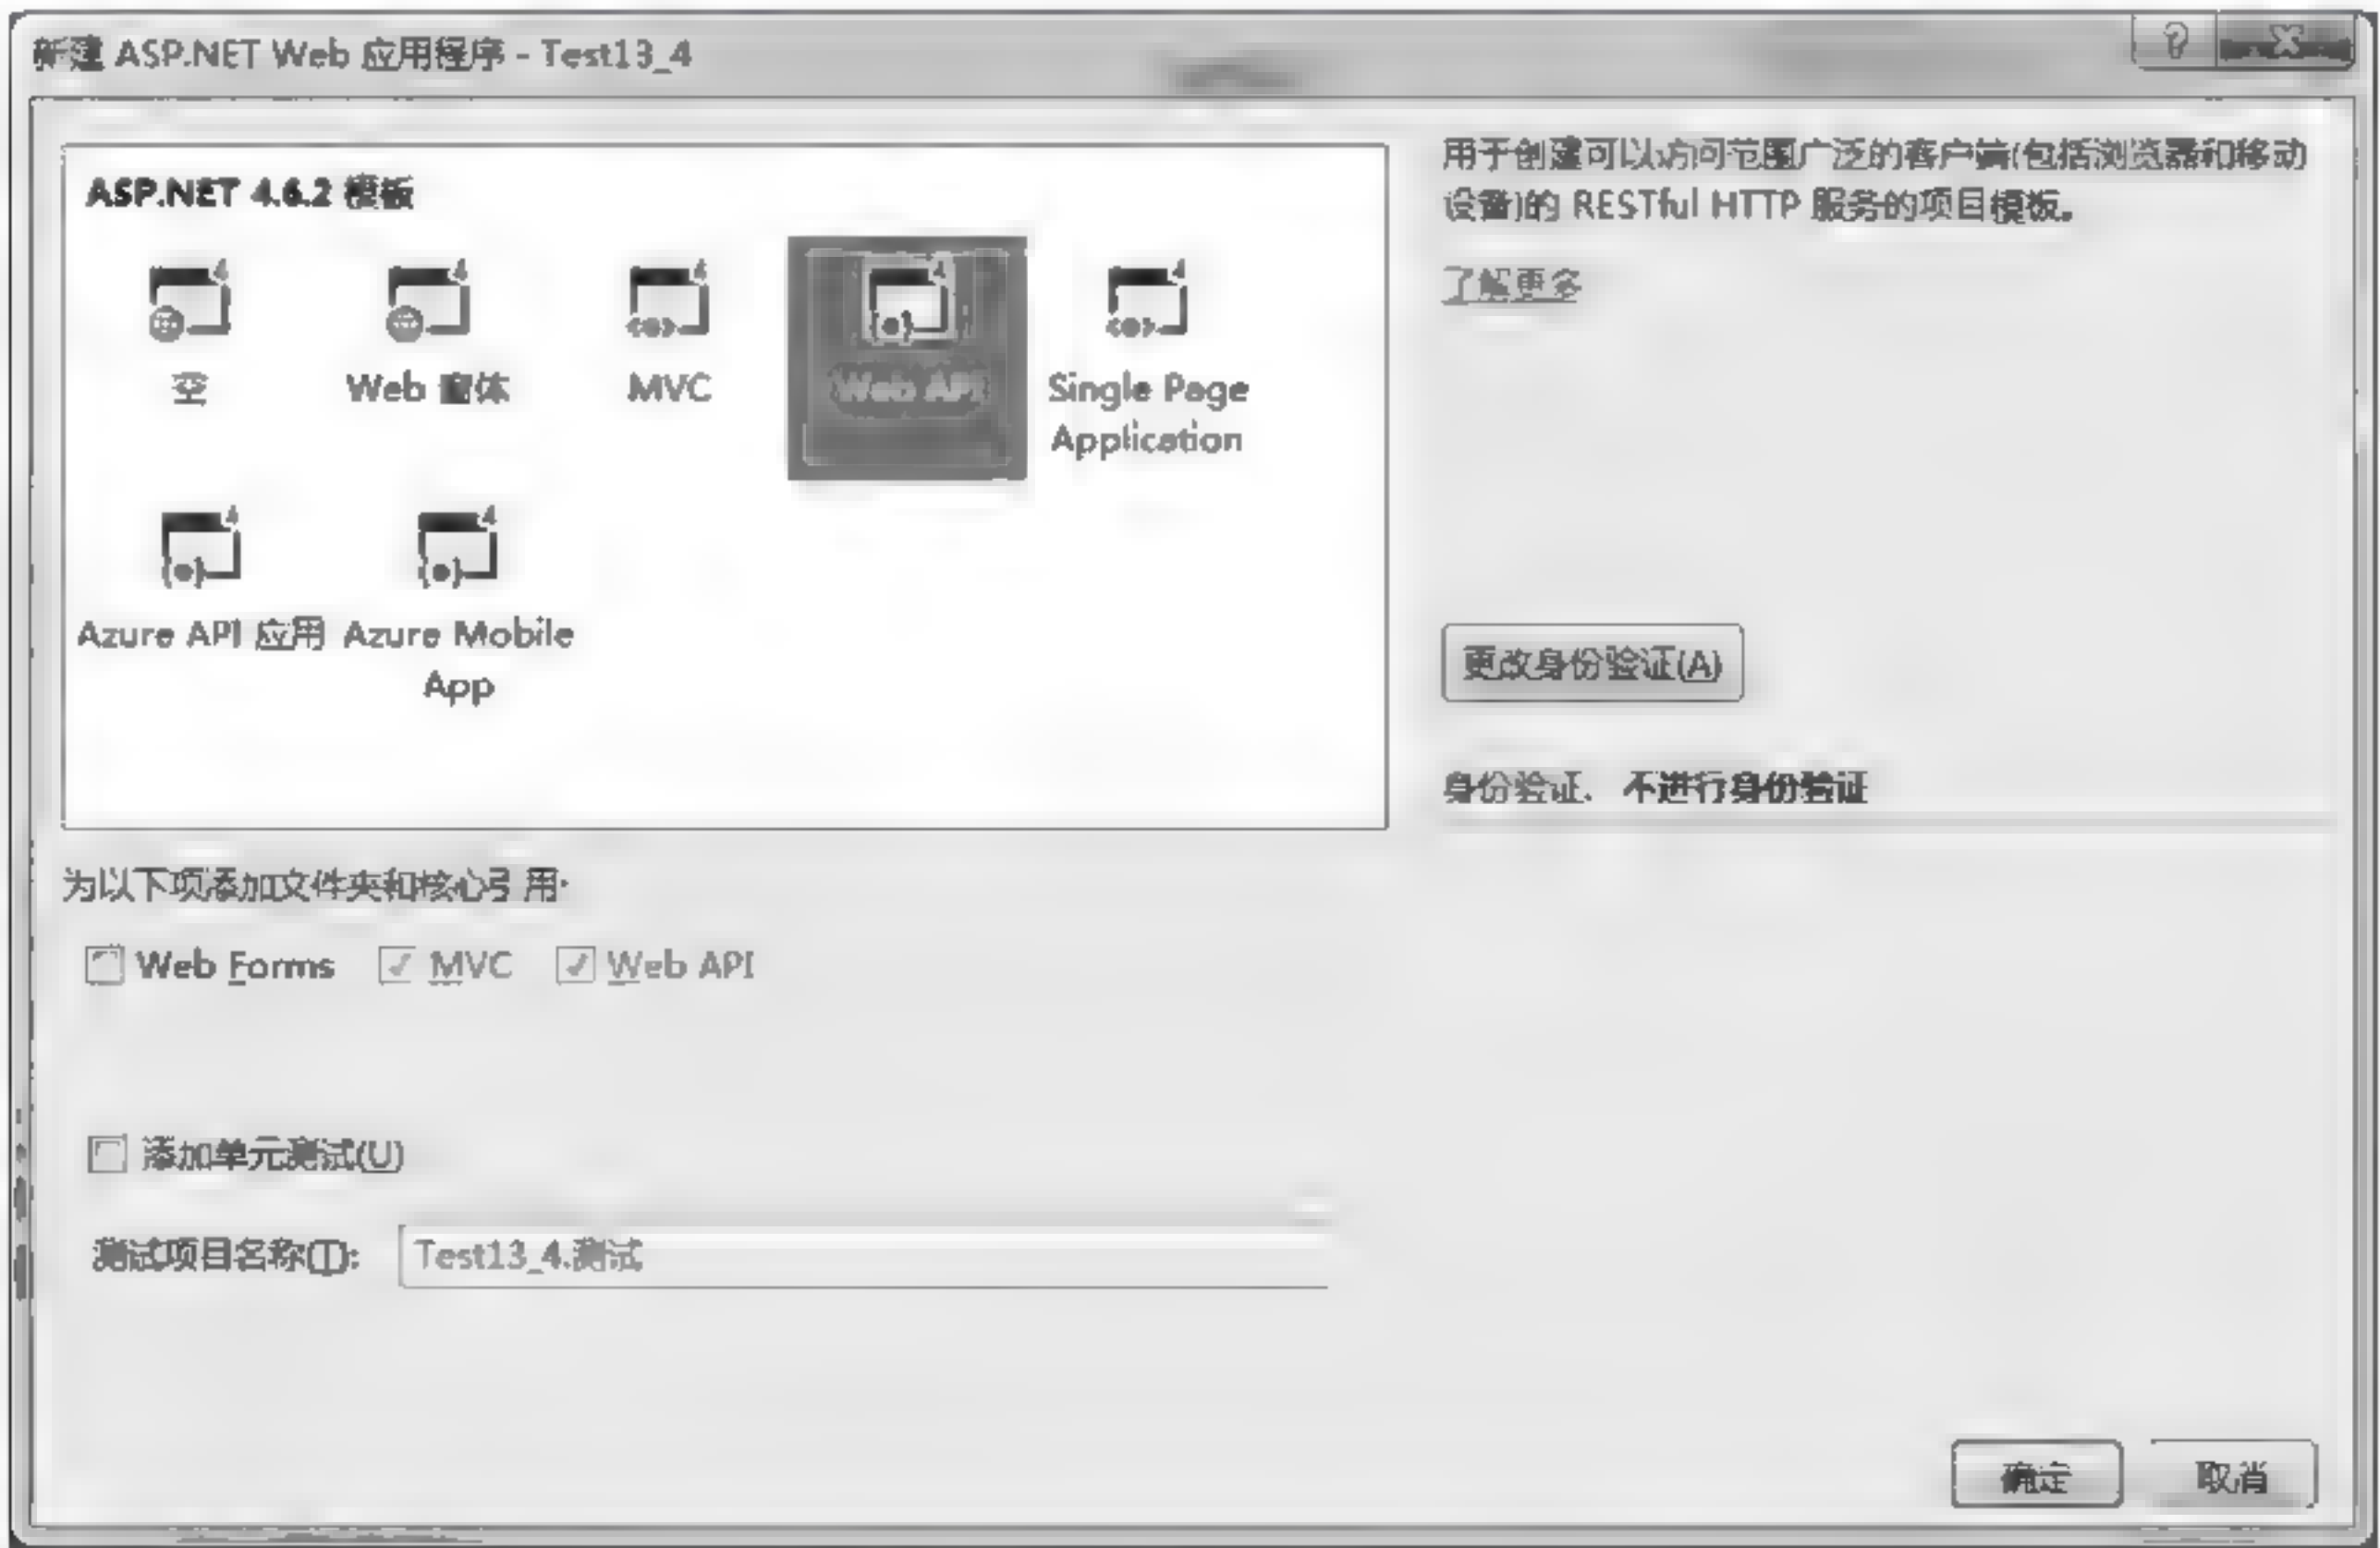 新建 ASP.NET Web 应用程序 - Test13_4
ASP.NET 4.6.2 模板
空
Web 窗体
MVC
Web API
Single Page
Application
Azure API 应用
Azure Mobile
App
用于创建可以访问范围广泛的客户端(包括浏览器和移动
设备)的 RESTful HTTP 服务的项目模板。
了解更多
更改身份验证(A)
身份验证: 不进行身份验证
为以下项添加文件夹和核心引用:
Web Forms MVC Web API
添加单元测试(U)
测试项目名称(T): Test13_4.测试
确定 取消